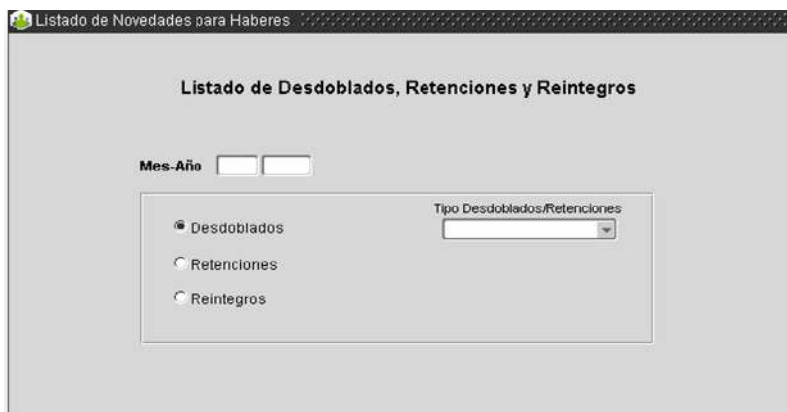 Listado de Novedades para Haberes
Listado de Desdoblados, Retenciones y Reintegros
Mes-Año
Tipo Desdoblados/Retenciones
Desdoblados
Retenciones
Reintegros